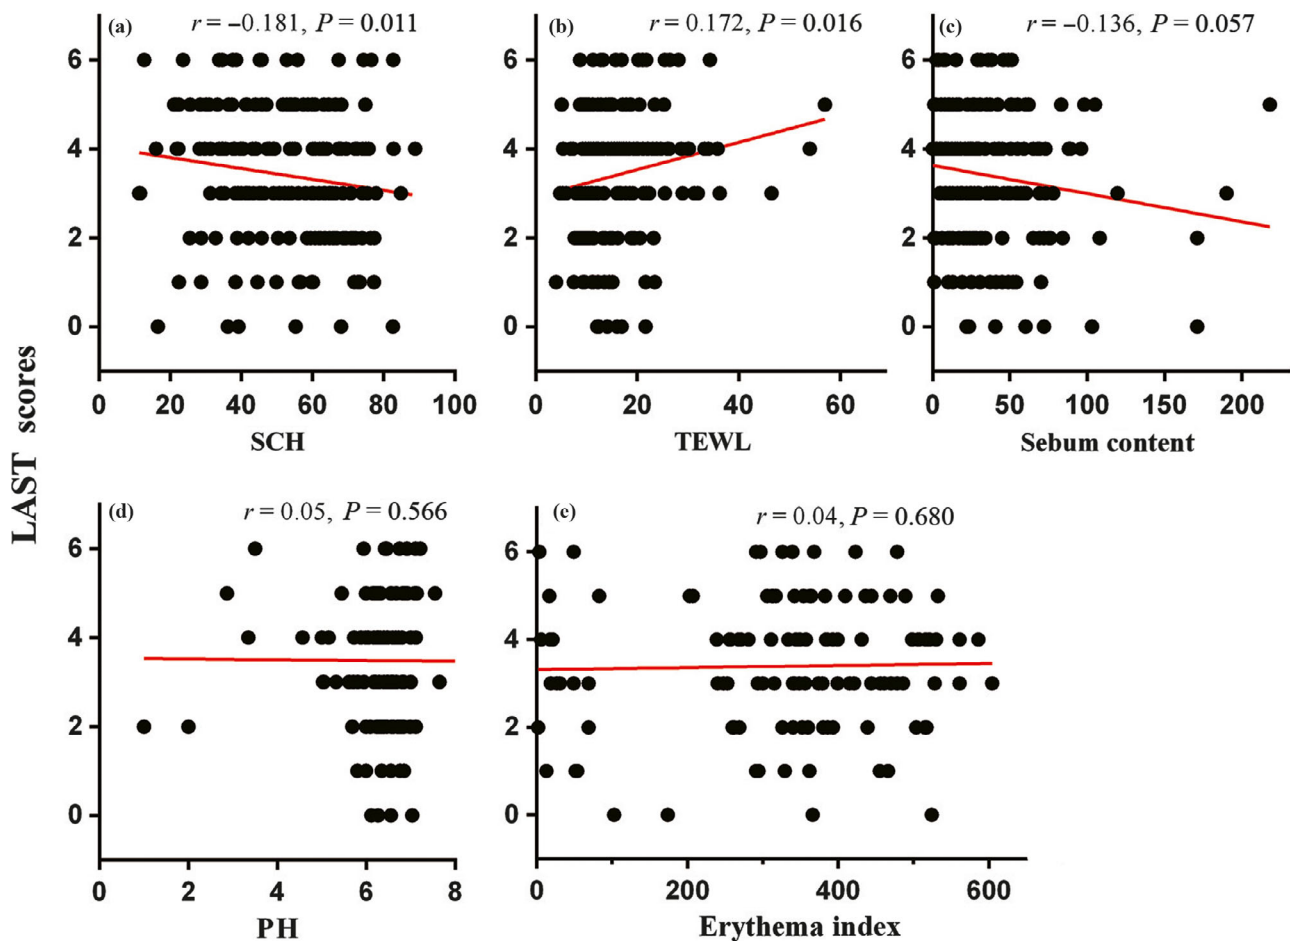 LAST scores
(a) r = −0.181, P = 0.011
6
4
2
0
0 20 40 60 80 100
SCH
(b) r = 0.172, P = 0.016
6
4
2
0
0 20 40 60
TEWL
(c) r = −0.136, P = 0.057
6
4
2
0
0 50 100 150 200
Sebum content
(d) r = 0.05, P = 0.566
6
4
2
0
0 2 4 6 8
PH
(e) r = 0.04, P = 0.680
6
4
2
0
0 200 400 600
Erythema index